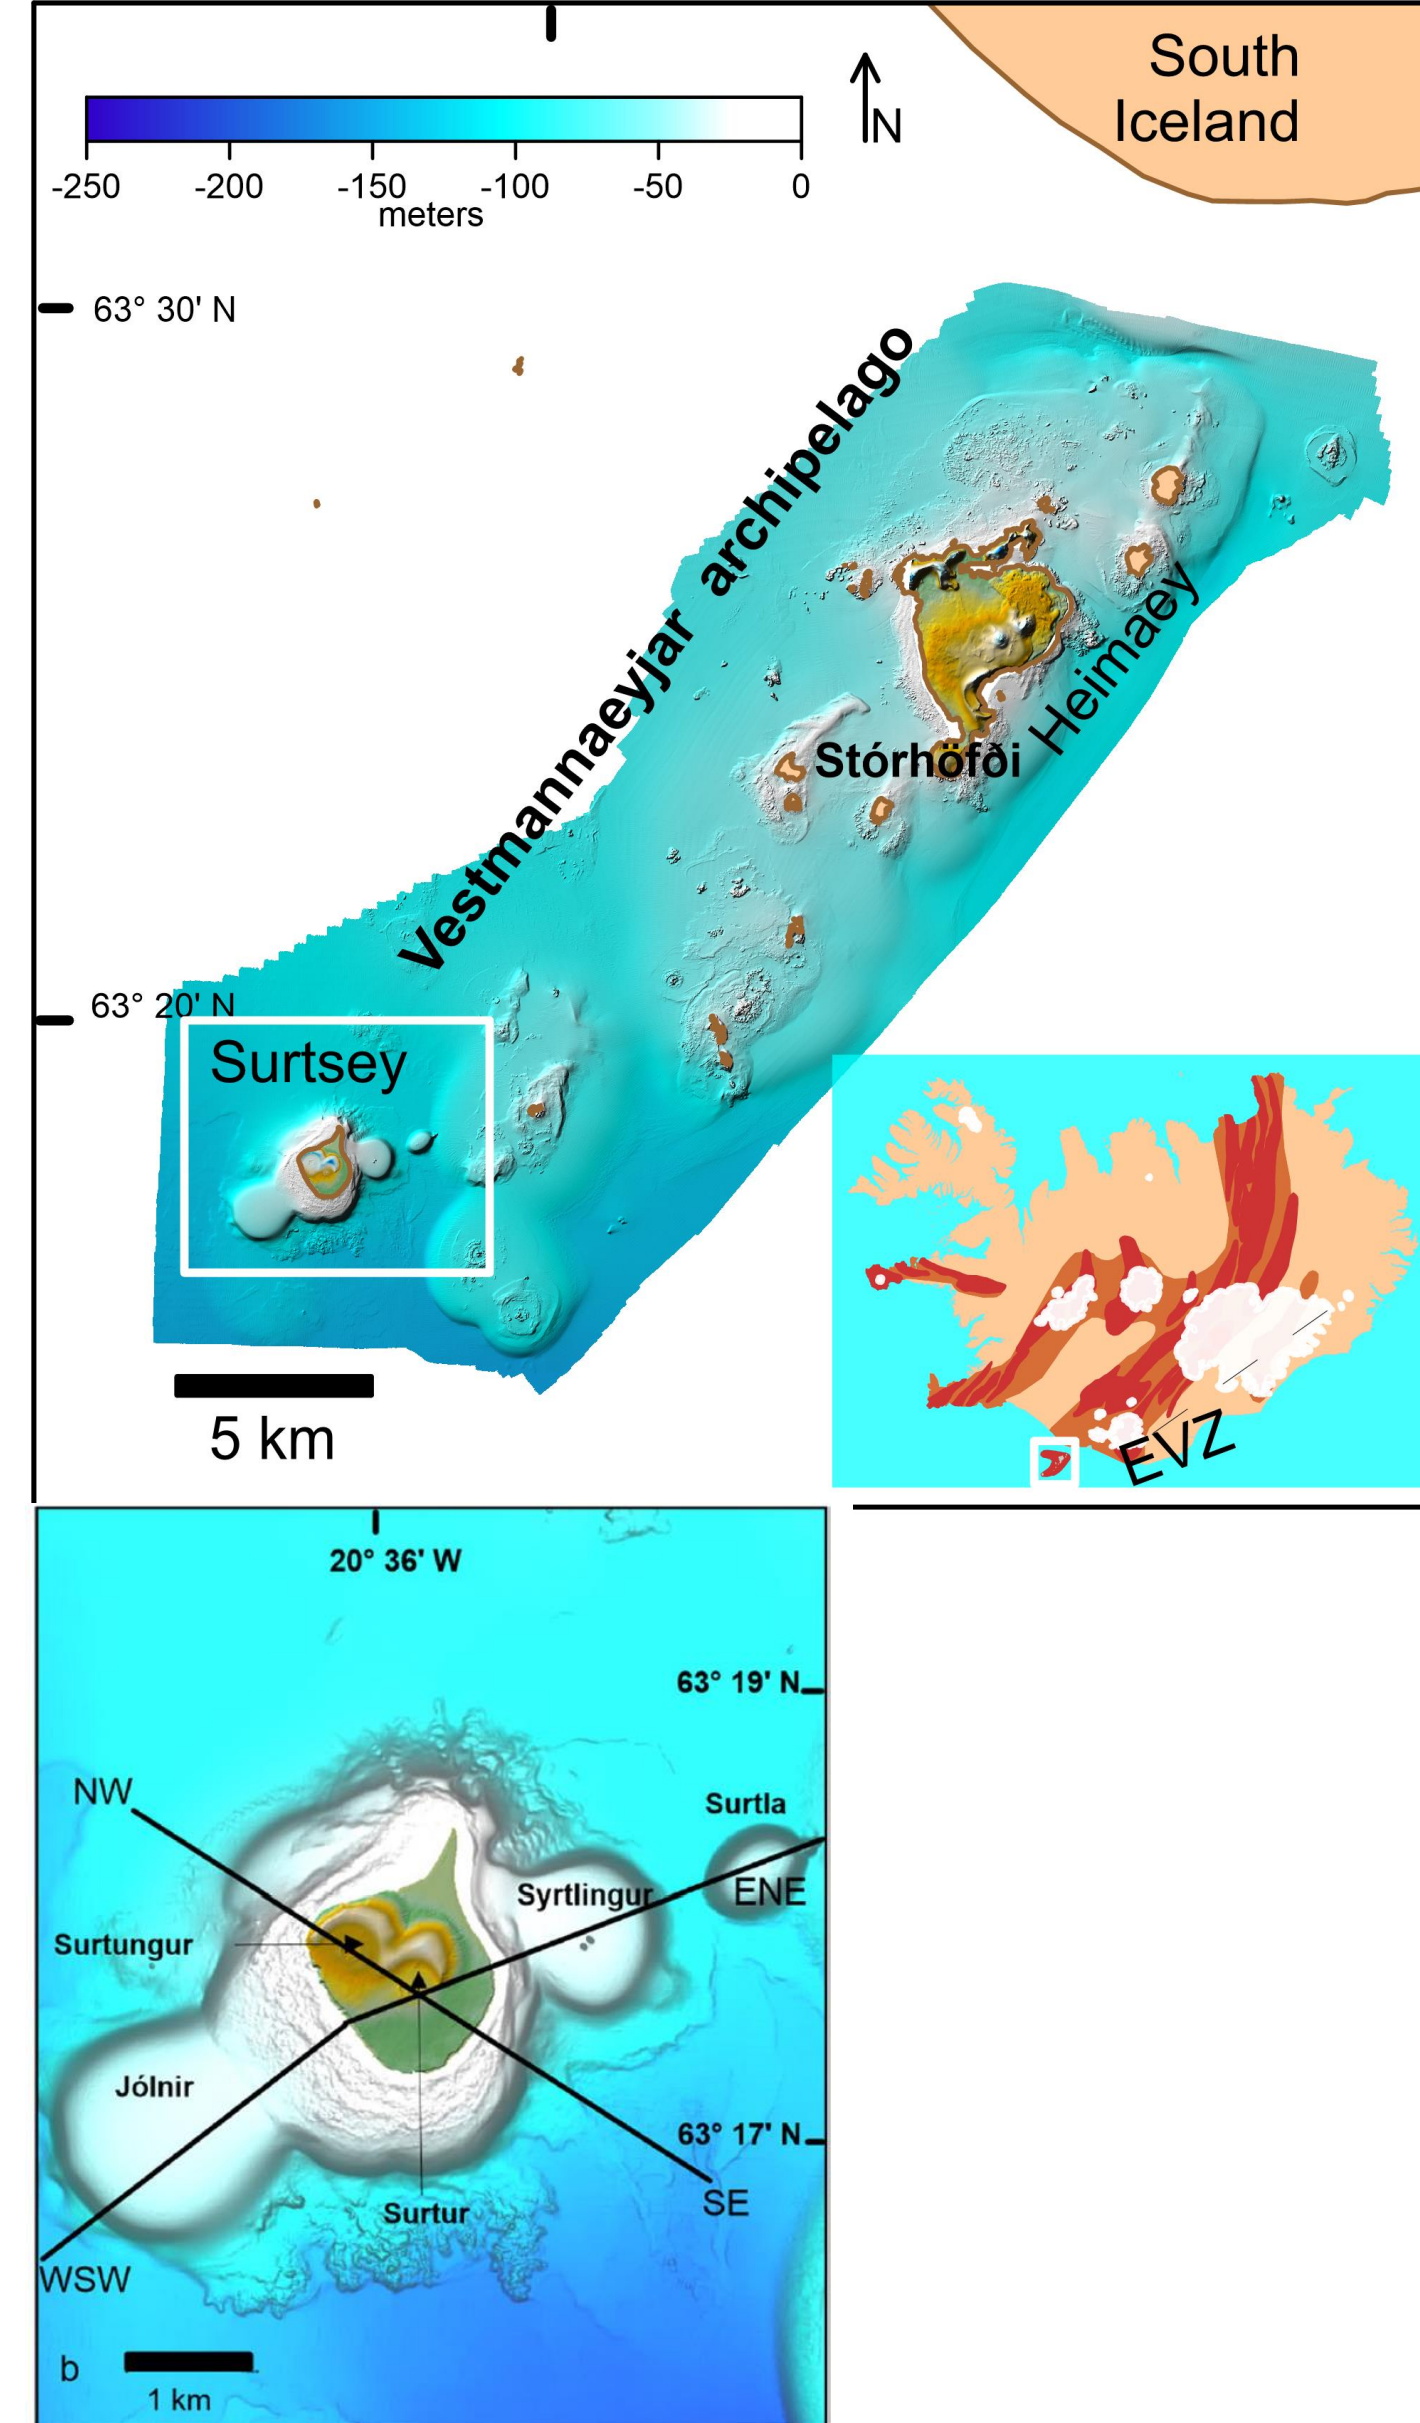 South
Iceland
N
-250 -200 -150 -100 -50 0
meters
63° 30' N
Vestmannaeyjar archipelago
Heimaey
Stórhöfði
63° 20' N
Surtsey
5 km
EVZ
20° 36' W
63° 19' N
NW
Surtla
ENE
Syrtlingur
Surtungur
Jólnir
63° 17' N
SE
Surtur
WSW
b
1 km